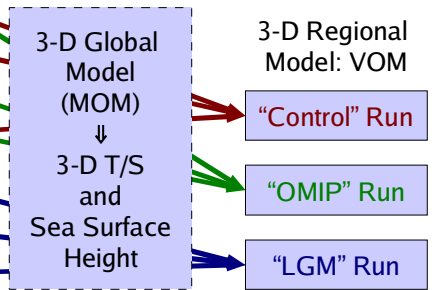 3-D Global
Model
(MOM)
⇓
3-D T/S
and
Sea Surface
Height
3-D Regional
Model: VOM
“Control” Run
“OMIP” Run
“LGM” Run